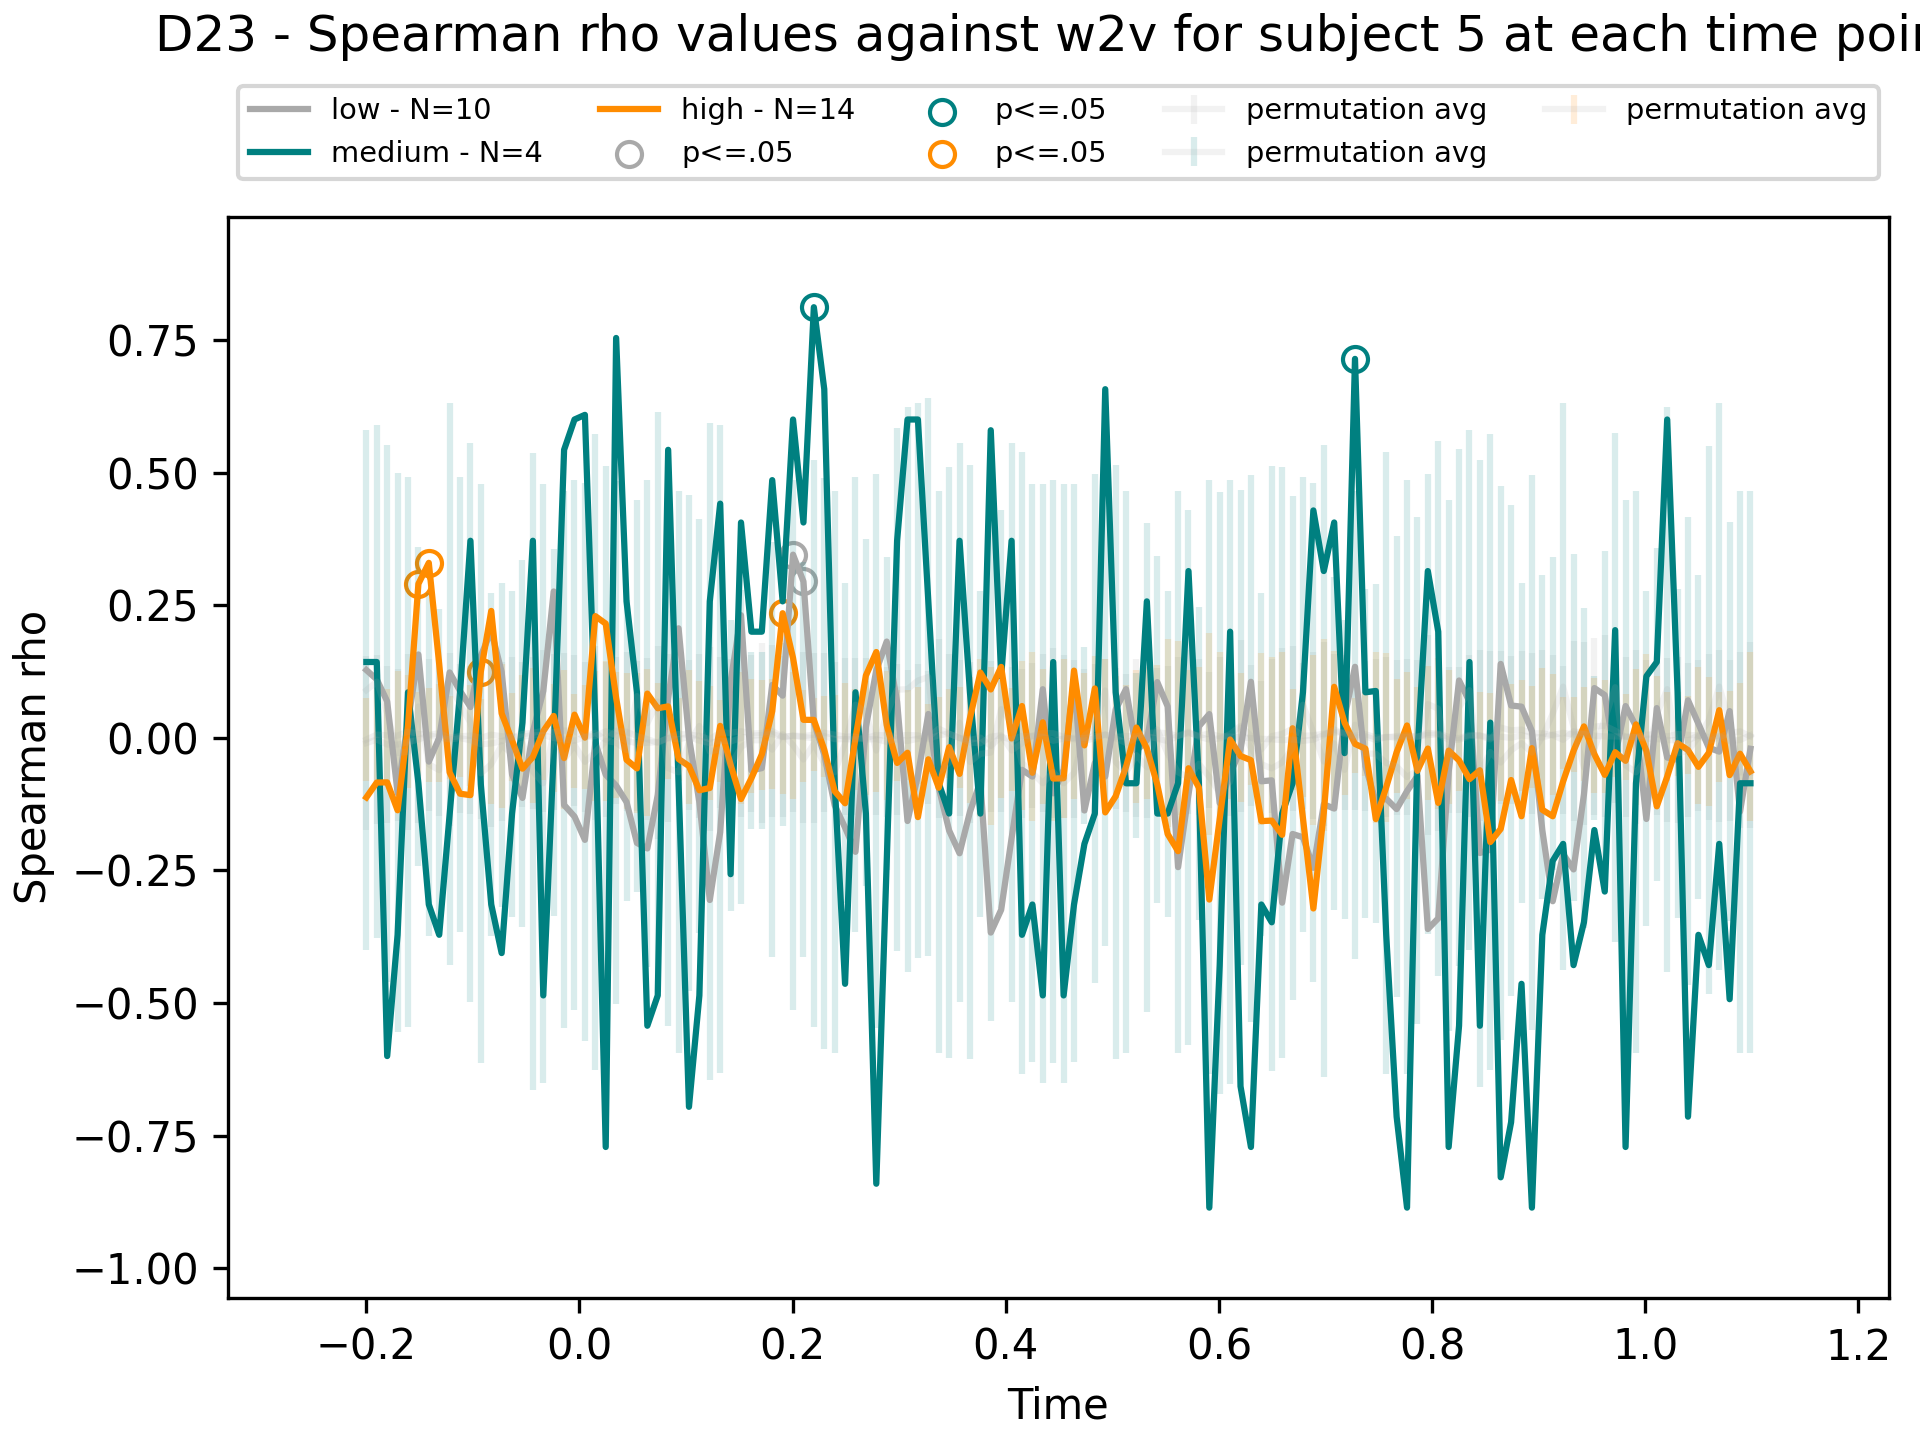 D23 - Spearman rho values against w2v for subject 5 at each time poi
low - N=10 high - N=14 p<=.05 permutation avg permutation avg
medium - N=4 p<=.05 p<=.05 permutation avg
Spearman rho
0.75
0.50
0.25
0.00
−0.25
−0.50
−0.75
−1.00
−0.2 0.0 0.2 0.4 0.6 0.8 1.0 1.2
Time